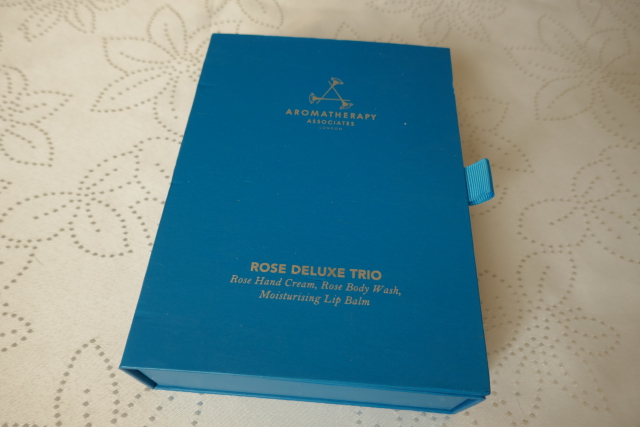 AROMATHERAPY
ASSOCIATES
LONDON
ROSE DELUXE TRIO
Rose Hand Cream, Rose Body Wash,
Moisturising Lip Balm